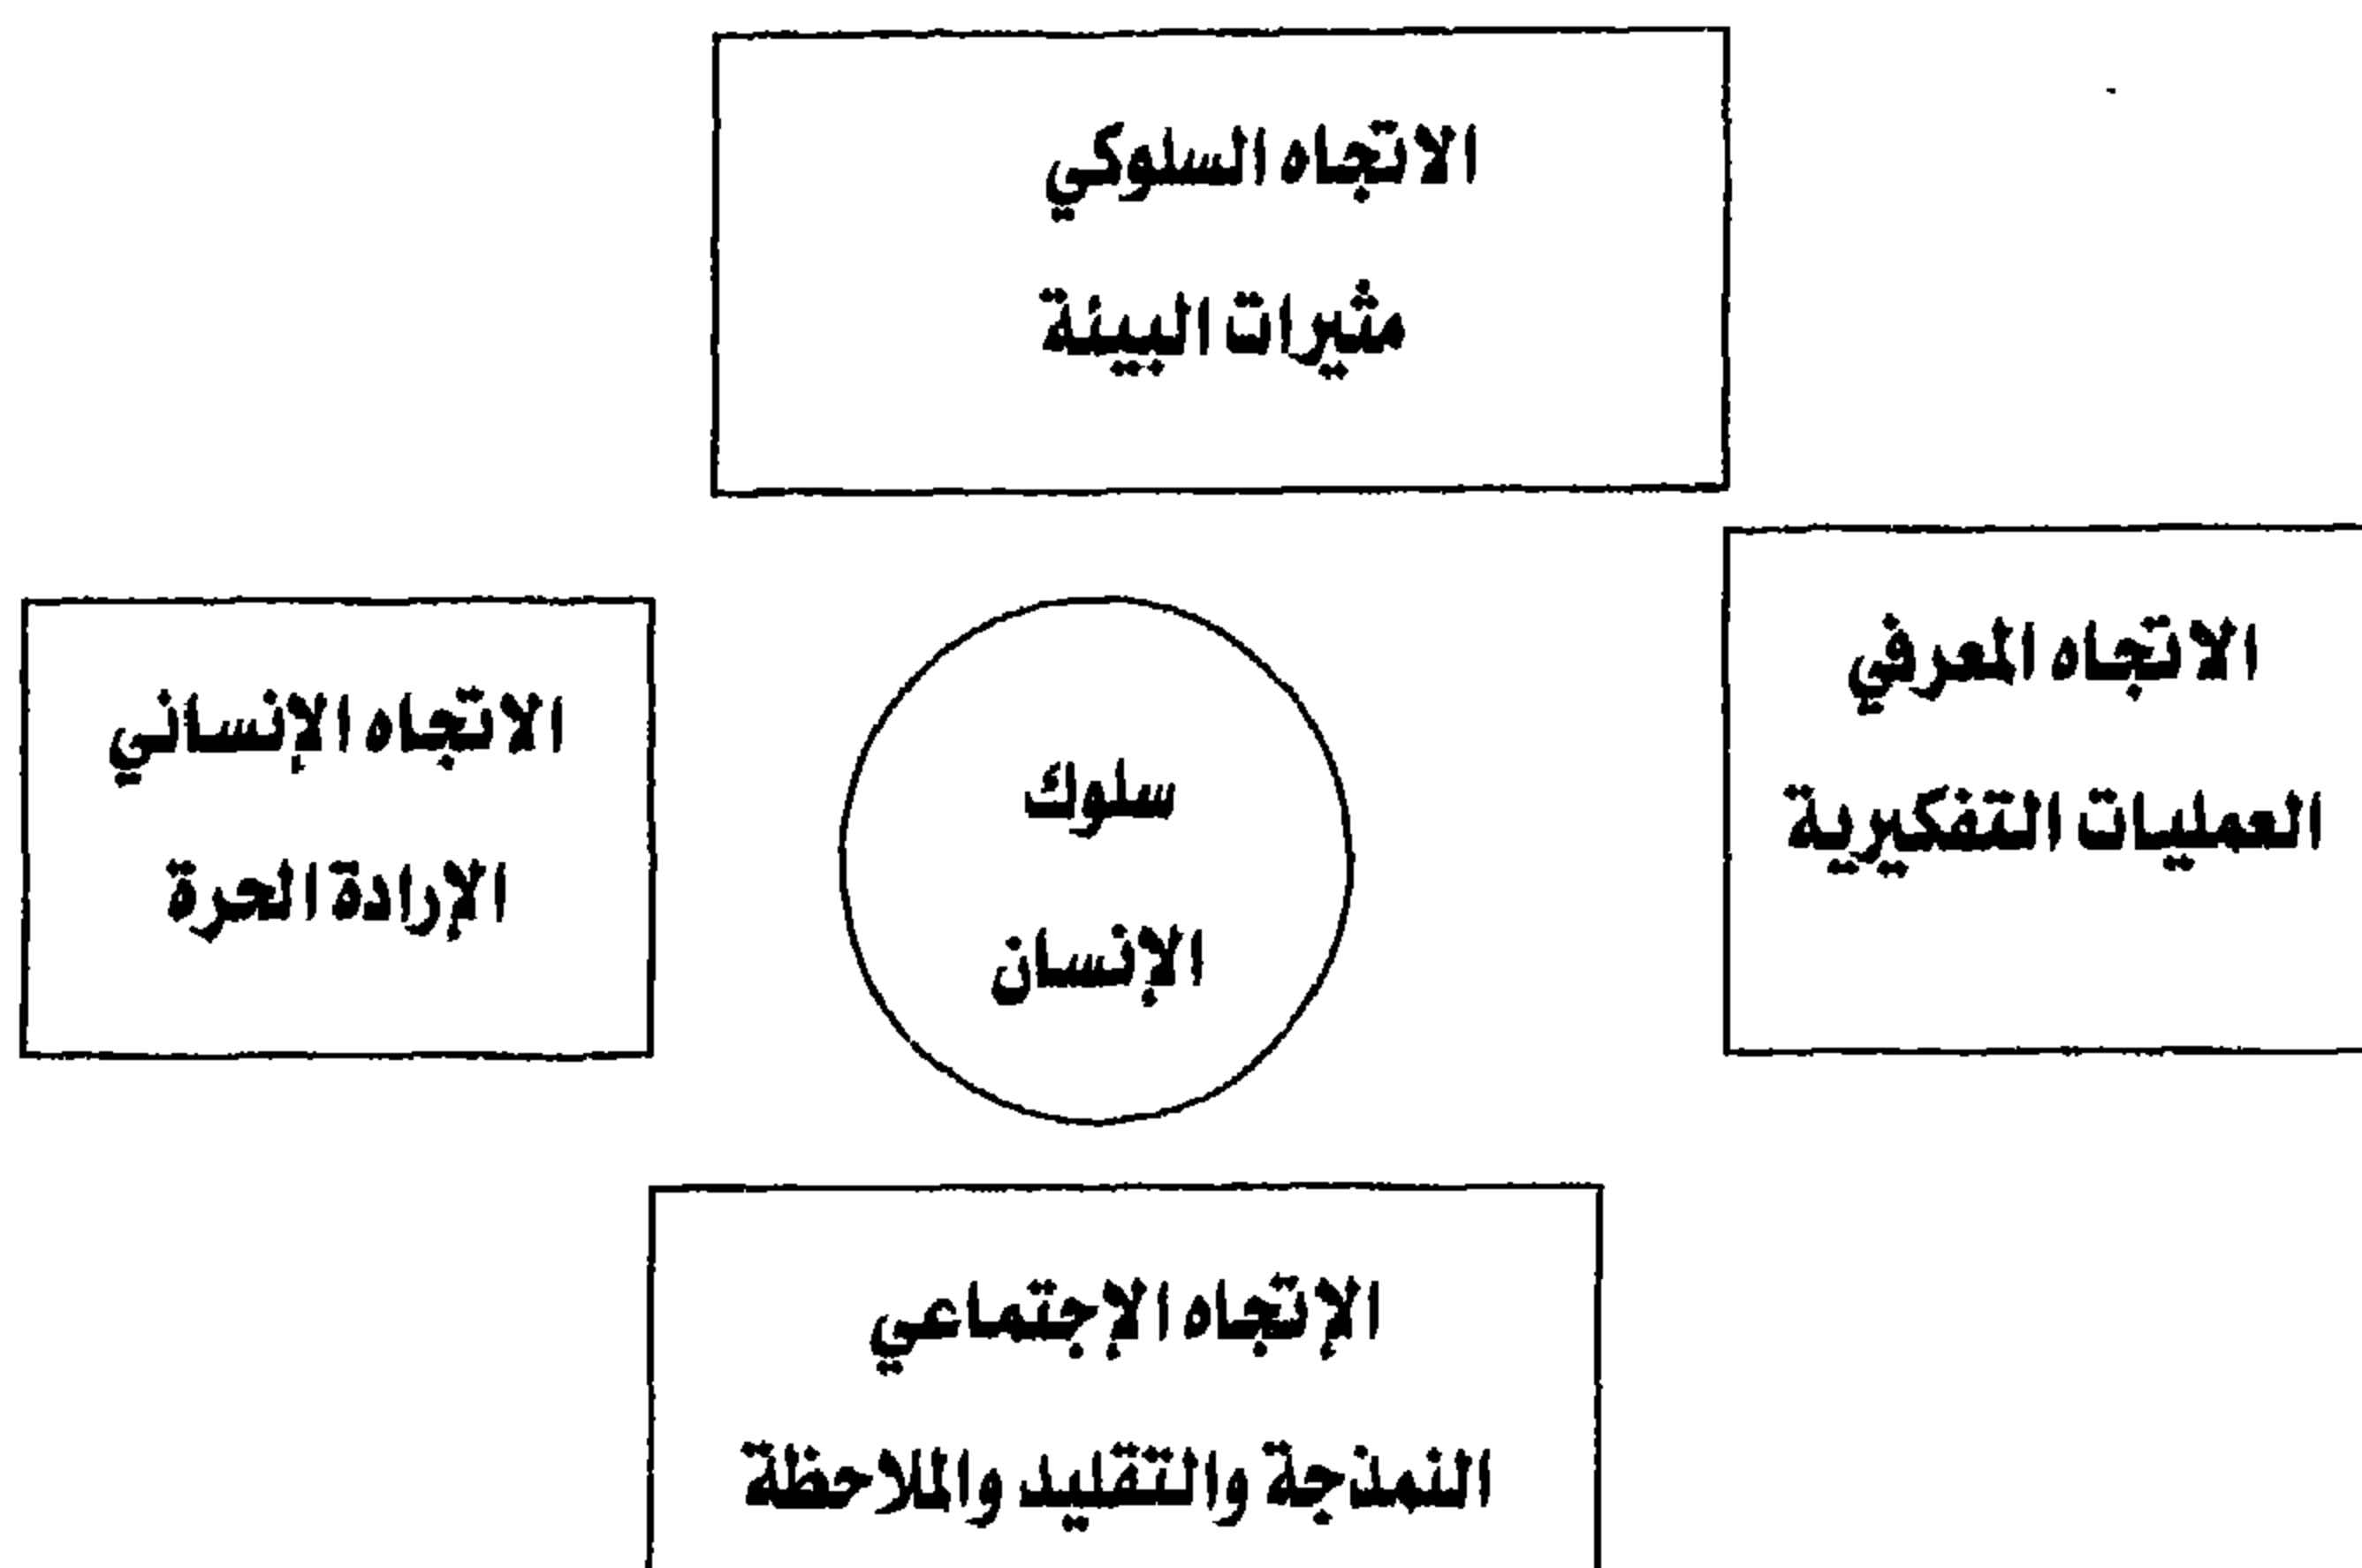 الاتجاه السلوكي
مثيرات البيئة
الاتجاه المعرفي
العمليات التفكيرية
سلوك
الإنسان
الاتجاه الإنساني
الإرادة الحرة
الإتجاه الإجتماعي
النمذجة والتقليد والملاحظة